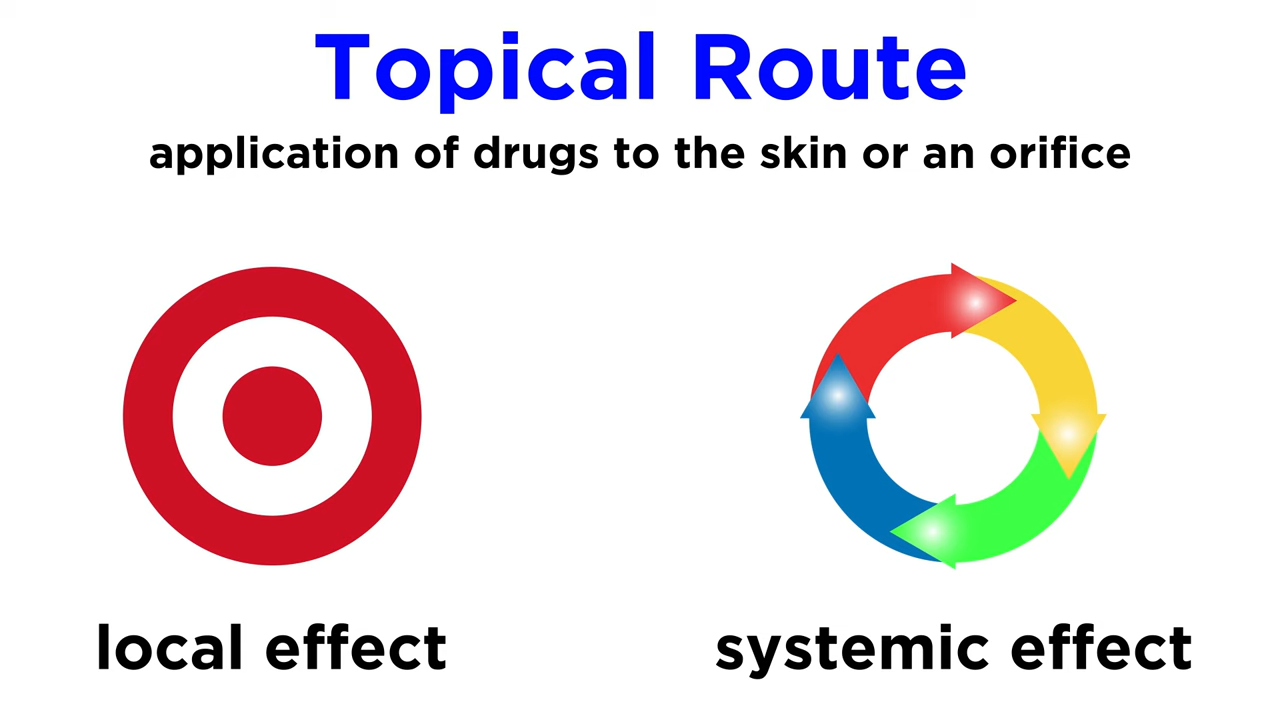 Topical Route
application of drugs to the skin or an orifice
local effect
systemic effect